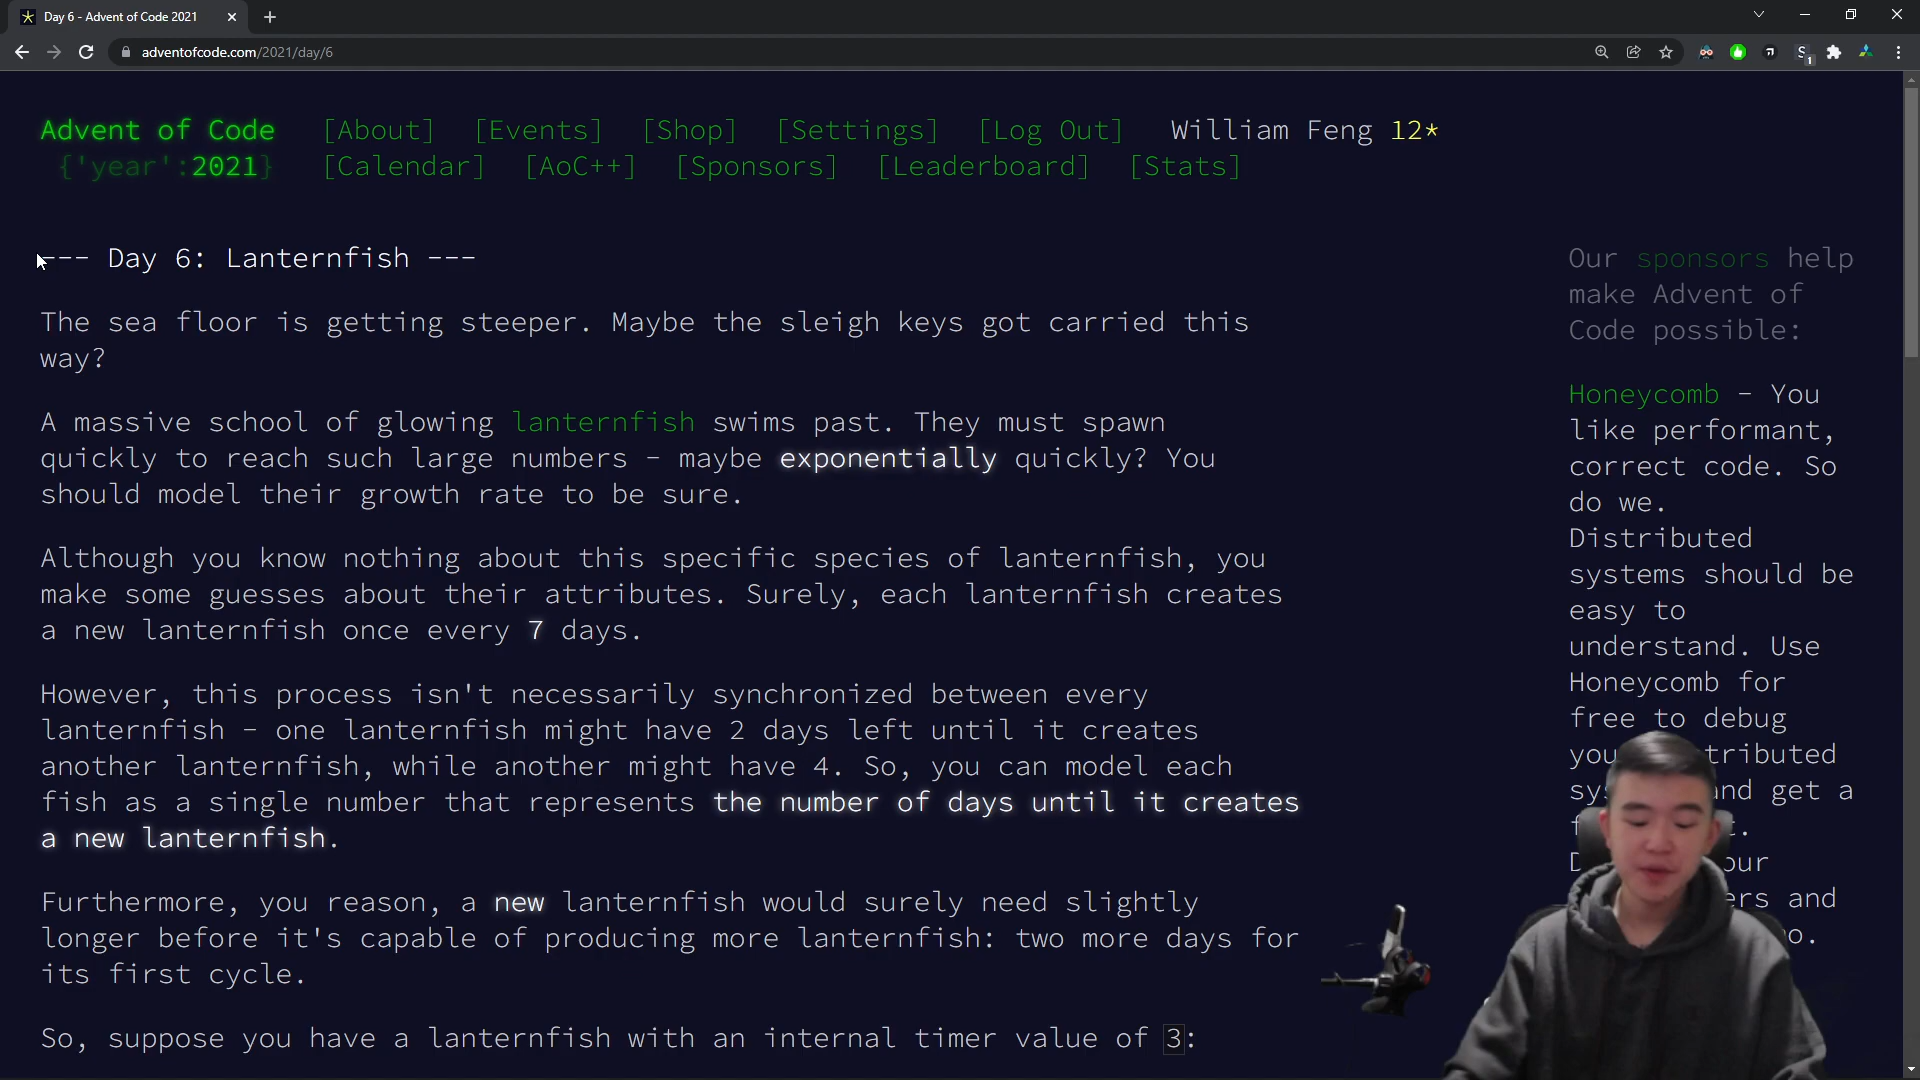 Day 6 - Advent of Code 2021
adventofcode.com/2021/day/6
Advent of Code [About] [Events] [Shop] [Settings] [Log Out] William Feng 12*
{'year':2021} [Calendar] [AoC++] [Sponsors] [Leaderboard] [Stats]
--- Day 6: Lanternfish ---
The sea floor is getting steeper. Maybe the sleigh keys got carried this
way?
A massive school of glowing lanternfish swims past. They must spawn
quickly to reach such large numbers - maybe exponentially quickly? You
should model their growth rate to be sure.
Although you know nothing about this specific species of lanternfish, you
make some guesses about their attributes. Surely, each lanternfish creates
a new lanternfish once every 7 days.
However, this process isn't necessarily synchronized between every
lanternfish - one lanternfish might have 2 days left until it creates
another lanternfish, while another might have 4. So, you can model each
fish as a single number that represents the number of days until it creates
a new lanternfish.
Furthermore, you reason, a new lanternfish would surely need slightly
longer before it's capable of producing more lanternfish: two more days for
its first cycle.
So, suppose you have a lanternfish with an internal timer value of 3:
Our sponsors help
make Advent of
Code possible:
Honeycomb - You
like performant,
correct code. So
do we.
Distributed
systems should be
easy to
understand. Use
Honeycomb for
free to debug
and get a
and